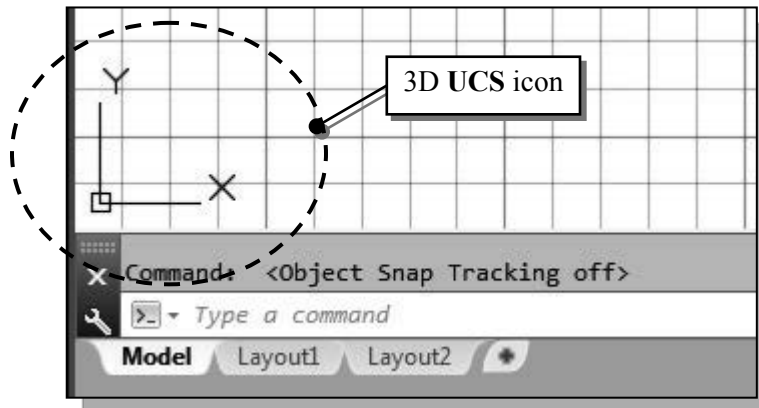 Y
3D UCS icon
X
Command: <Object Snap Tracking off>
Type a command
Model Layout1 Layout2